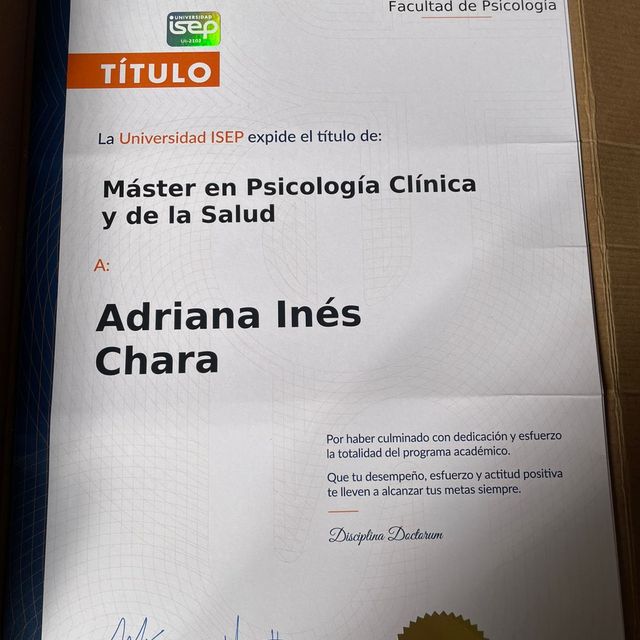 Facultad de Psicología
UNIVERSIDAD
isep
UI-2102
TÍTULO
La Universidad ISEP expide el título de:
Máster en Psicología Clínica
y de la Salud
A:
Adriana Inés
Chara
Por haber culminado con dedicación y esfuerzo
la totalidad del programa académico.
Que tu desempeño, esfuerzo y actitud positiva
te lleven a alcanzar tus metas siempre.
Disciplina Doctorum